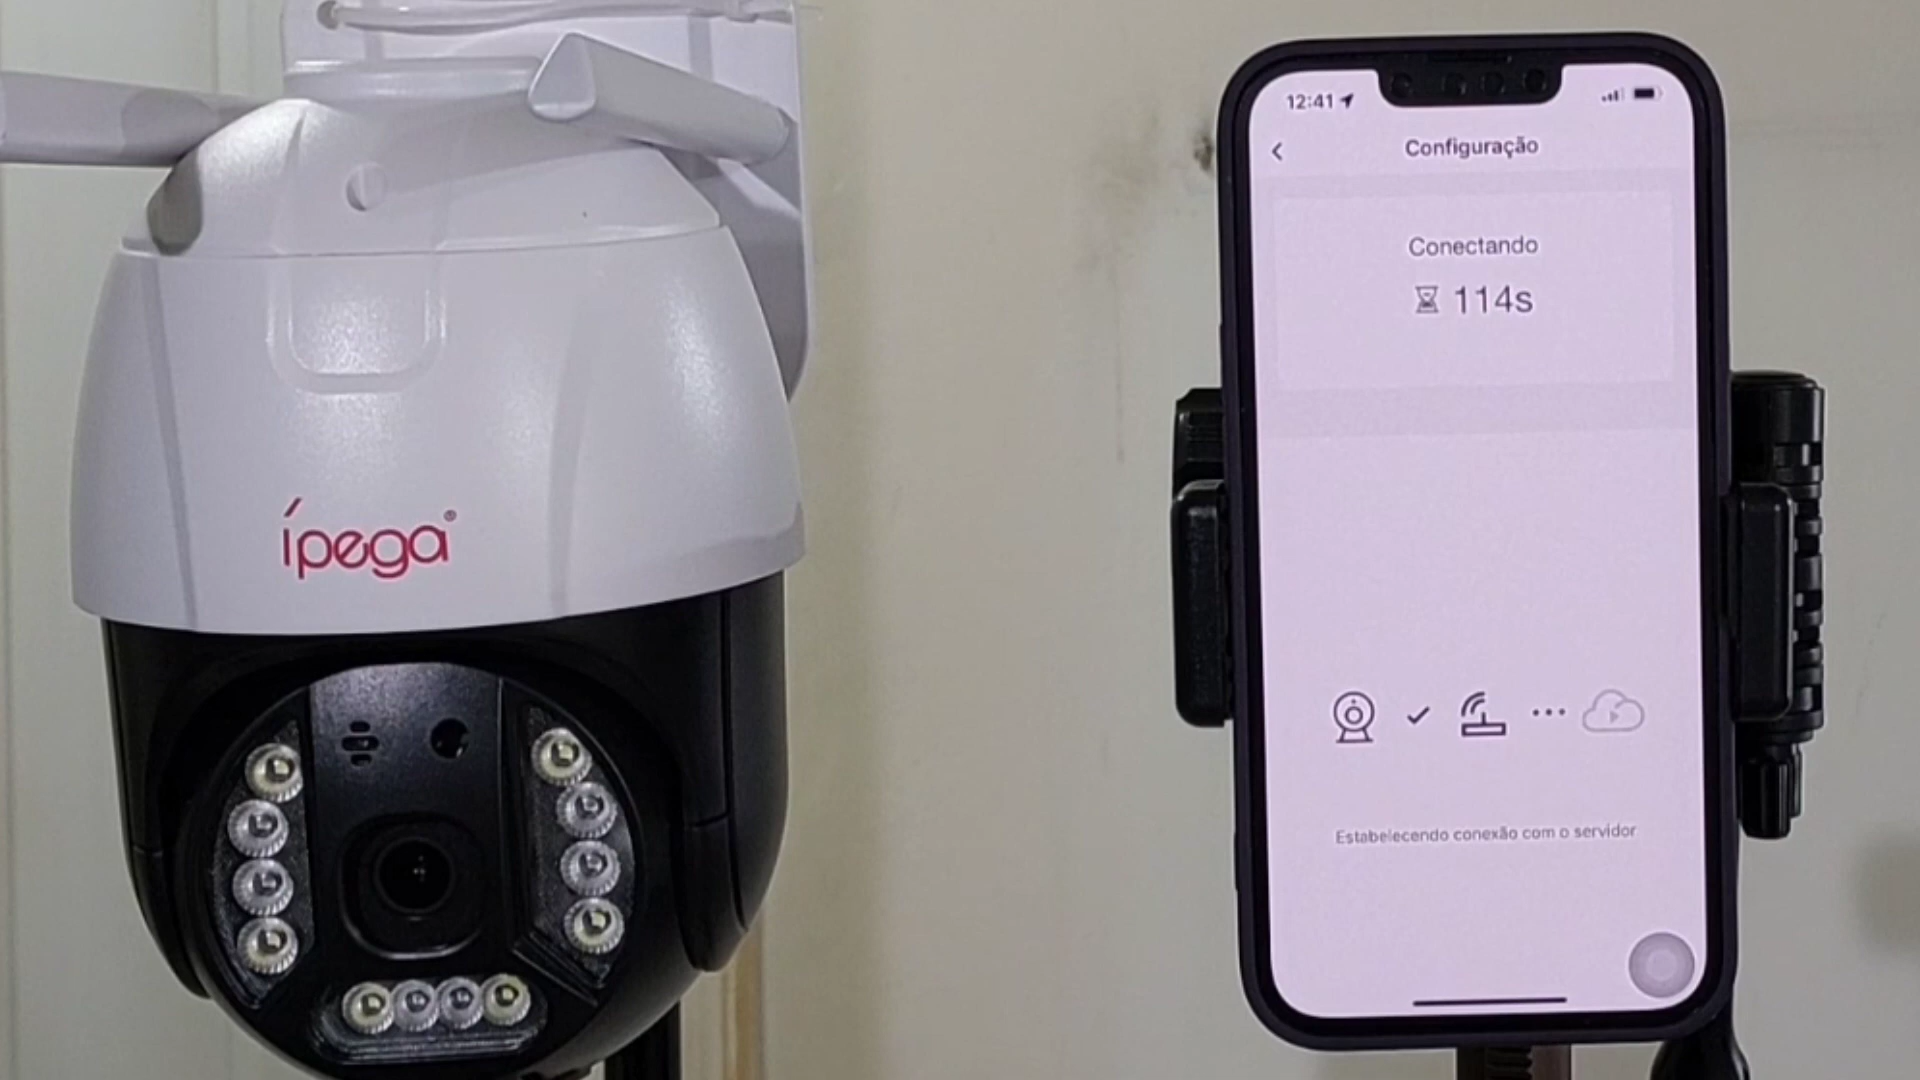 ípega®
12:41
Configuração
Conectando
114s
Estabelecendo conexão com o servidor